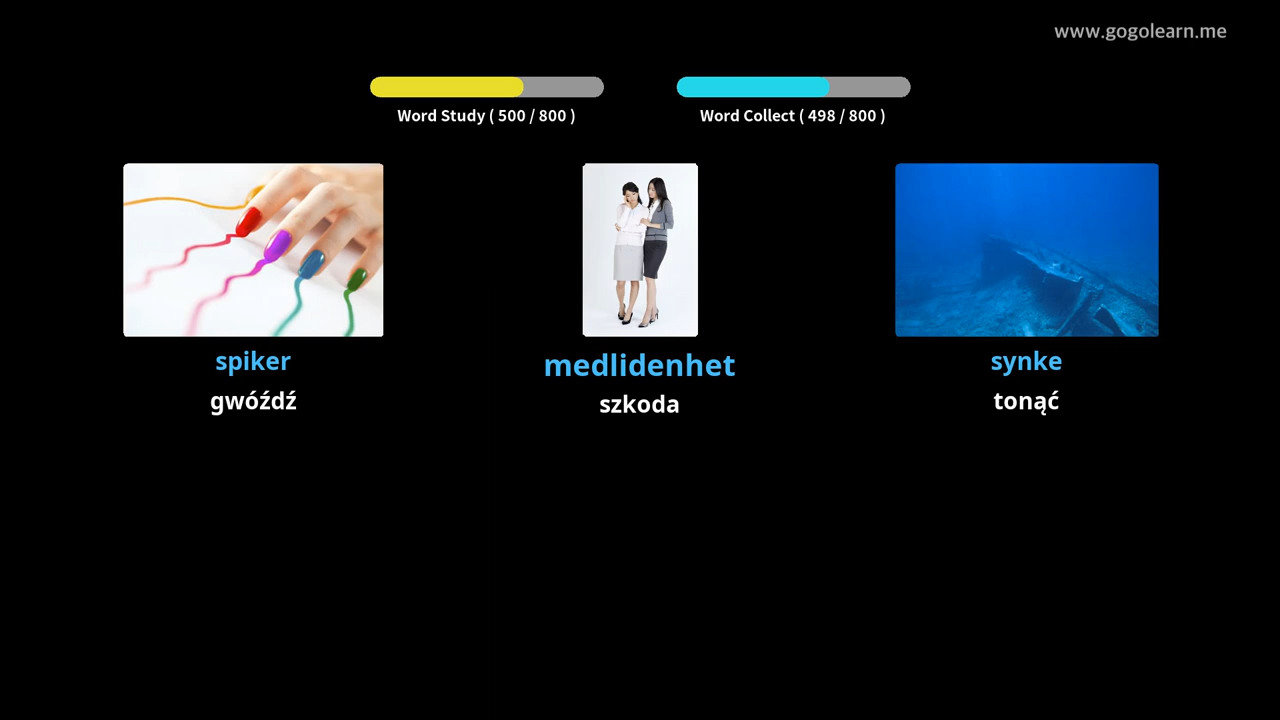 www.gogolearn.me
Word Study ( 500 / 800 )
Word Collect ( 498 / 800 )
spiker
gwóźdź
medlidenhet
szkoda
synke
tonąć